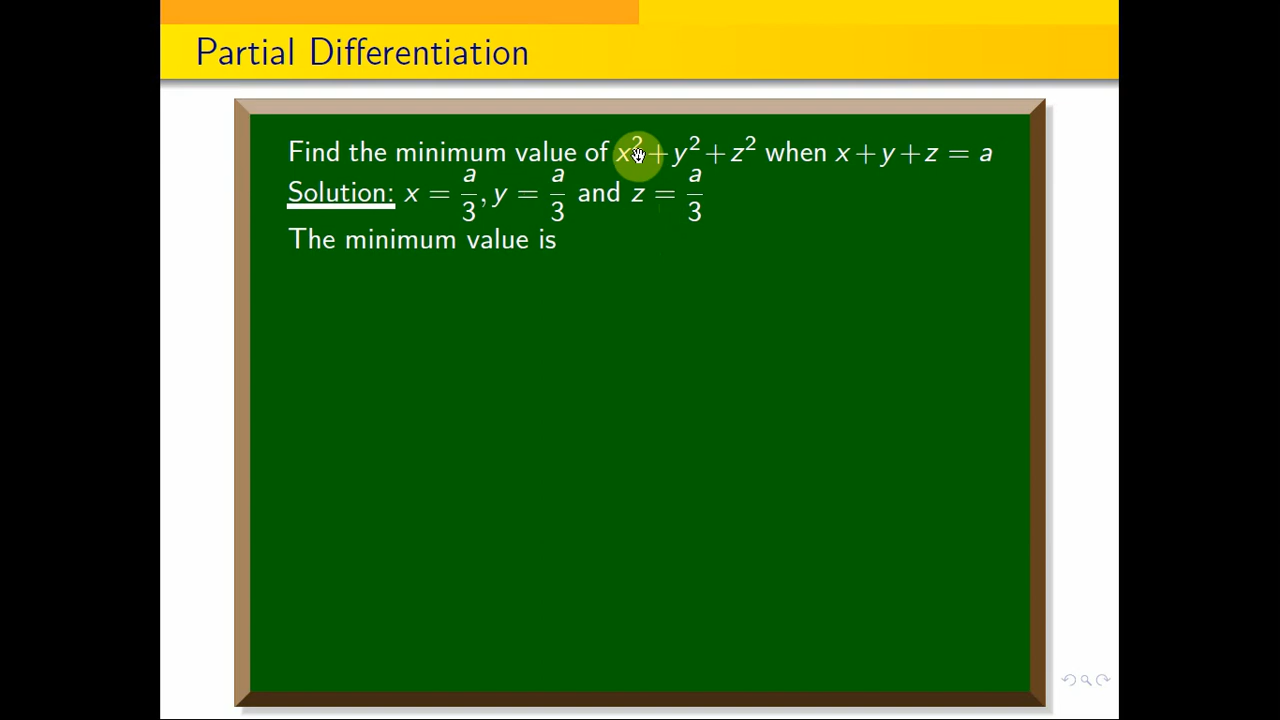 Partial Differentiation
Find the minimum value of x² + y² + z² when x + y + z = a
Solution: x = a/3, y = a/3 and z = a/3
The minimum value is